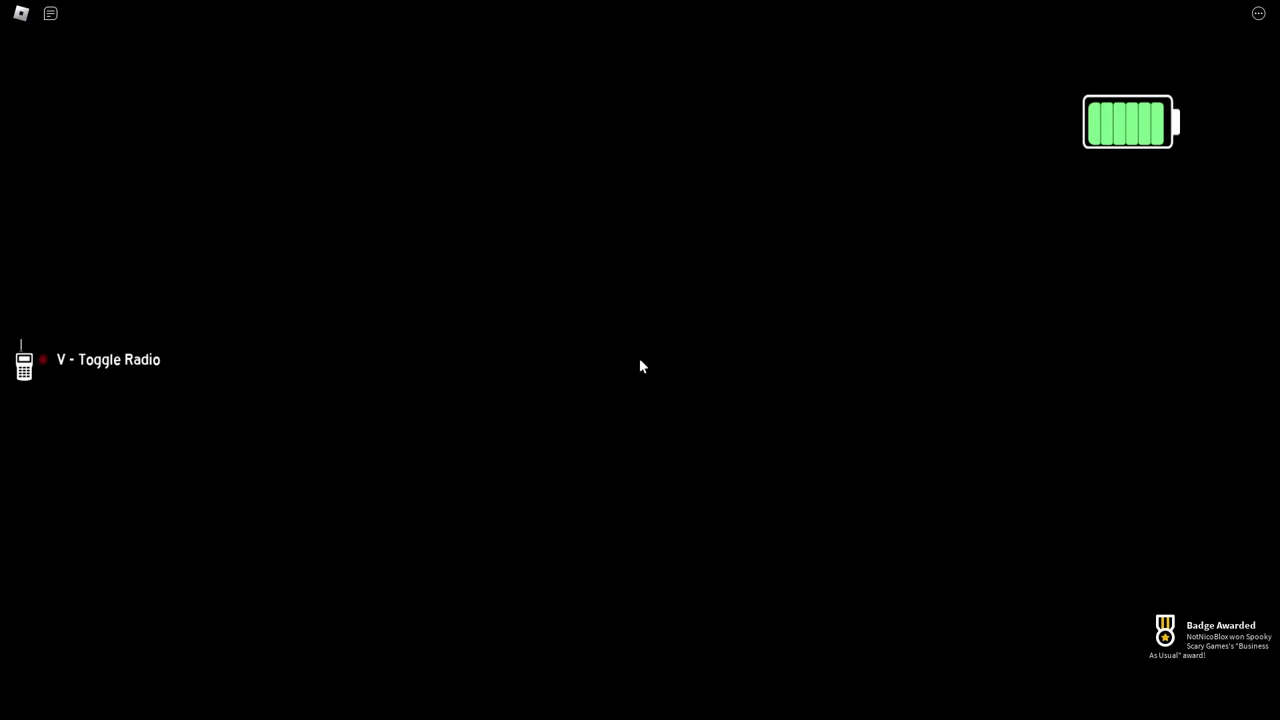 V - Toggle Radio
Badge Awarded
NotNicoBlox won Spooky
Scary Games's "Business
As Usual" award!